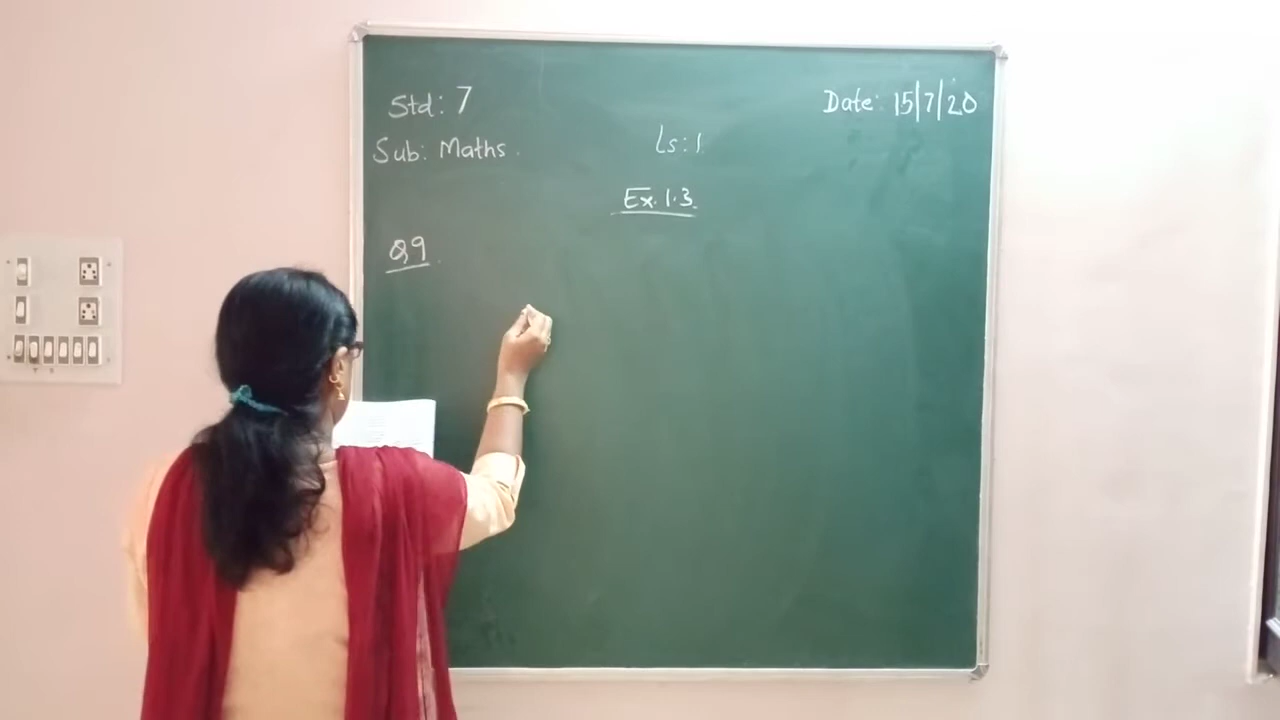 Std: 7
Date: 15/7/20
Sub: Maths.
Ls: 1
Ex. 1.3.
Q9.